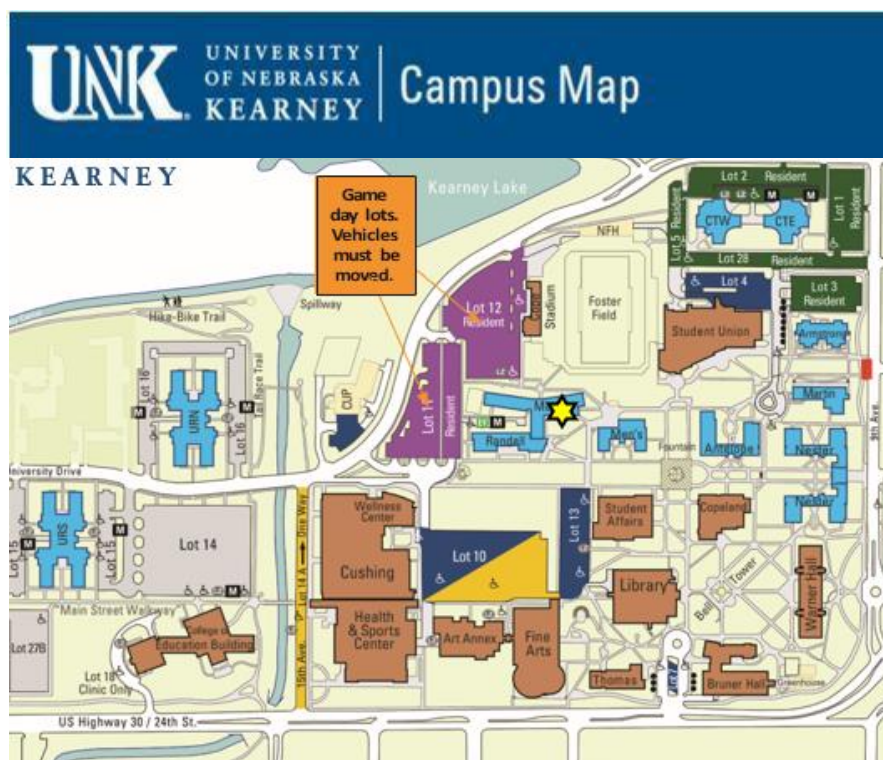 UNK
UNIVERSITY
OF NEBRASKA
KEARNEY
Campus Map
KEARNEY
Game
day lots.
Vehicles
must be
moved.
Kearney Lake
Lot 2 Resident
CTW
CTE
Lot 1
Resident
Lot 5 Resident
NFH
Lot 28 Resident
Lot 4
Lot 3
Resident
Lot 12
Resident
Stadium
Foster
Field
Student Union
Armstrong
Spillway
Hike-Bike Trail
Lot 16
URN
Lot 16
Tail Race Trail
M
CUP
Resident
Randall
Men's
Fountain
Antelope
Martin
Nester
Nester
9th Ave.
University Drive
URS
Lot 15
Lot 15
Lot 14
Lot 14 A
One Way
15th Ave.
Wellness
Center
Cushing
Health
& Sports
Center
Lot 10
Lot 13
Student
Affairs
Copeland
Library
Bell Tower
Warner Hall
"Main Street Walkway"
College of
Education Building
Lot 27B
Lot 18
Clinic Only
Art Annex
Fine
Arts
Thomas
Bruner Hall
Greenhouse
US Highway 30 / 24th St.